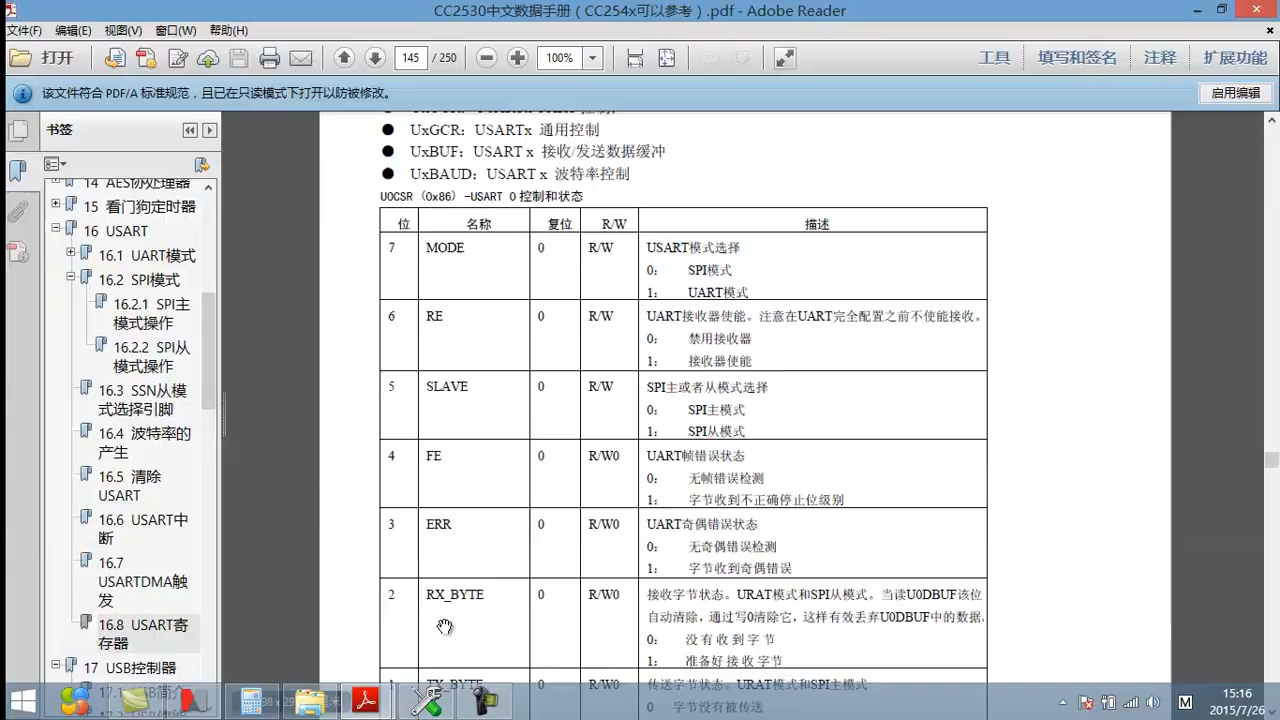 CC2530中文数据手册（CC254x可以参考）.pdf - Adobe Reader
文件(F) 编辑(E) 视图(V) 窗口(W) 帮助(H)
打开 145 / 250 100% 工具 填写和签名 注释 扩展功能
该文件符合 PDF/A 标准规范，且已在只读模式下打开以防被修改。 启用编辑
书签
14 AES协处理器
15 看门狗定时器
16 USART
16.1 UART模式
16.2 SPI模式
16.2.1 SPI主
模式操作
16.2.2 SPI从
模式操作
16.3 SSN从模
式选择引脚
16.4 波特率的
产生
16.5 清除
USART
16.6 USART中
断
16.7
USARTDMA触
发
16.8 USART寄
存器
17 USB控制器
● UxGCR：USARTx 通用控制
● UxBUF：USART x 接收/发送数据缓冲
● UxBAUD：USART x 波特率控制
UOCSR (0x86) -USART 0 控制和状态
位 名称 复位 R/W 描述
7 MODE 0 R/W USART模式选择
0： SPI模式
1： UART模式
6 RE 0 R/W UART接收器使能。注意在UART完全配置之前不使能接收。
0： 禁用接收器
1： 接收器使能
5 SLAVE 0 R/W SPI主或者从模式选择
0： SPI主模式
1： SPI从模式
4 FE 0 R/W0 UART帧错误状态
0： 无帧错误检测
1： 字节收到不正确停止位级别
3 ERR 0 R/W0 UART奇偶错误状态
0： 无奇偶错误检测
1： 字节收到奇偶错误
2 RX_BYTE 0 R/W0 接收字节状态。URAT模式和SPI从模式。当读U0DBUF该位
自动清除，通过写0清除它，这样有效丢弃U0DBUF中的数据。
0： 没有收到字节
1： 准备好接收字节
1 TX_BYTE 0 R/W0 传送字节状态。URAT模式和SPI主模式
0 字节没有被传送
M 15:16
2015/7/26